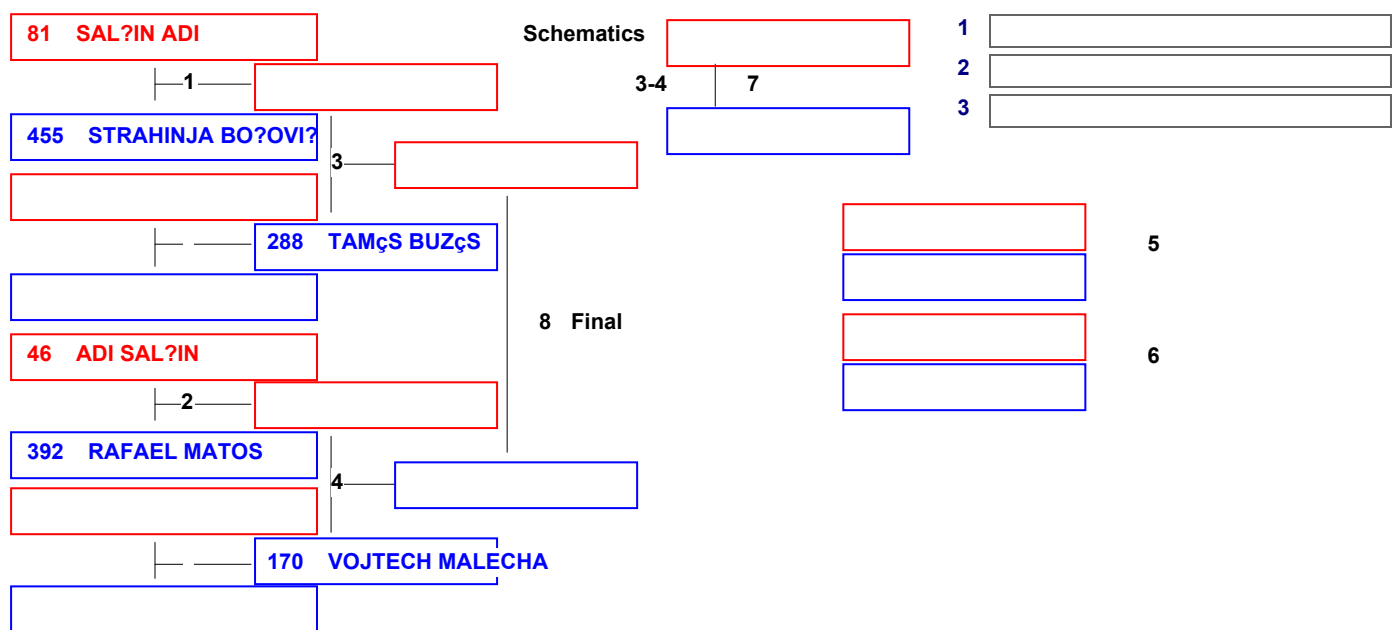 81 SAL?IN ADI
Schematics
1
2
3
1
3-4
7
455 STRAHINJA BO?OVI?
3
288 TAMçS BUZçS
5
8 Final
46 ADI SAL?IN
6
2
392 RAFAEL MATOS
4
170 VOJTECH MALECHA